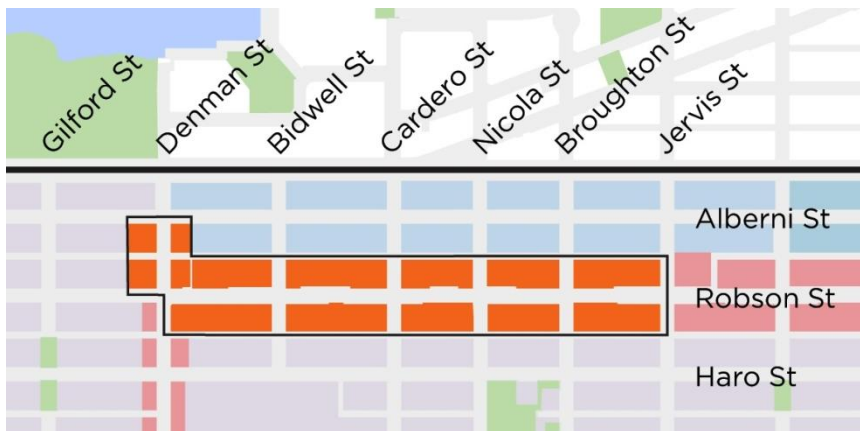 Gilford St
Denman St
Bidwell St
Cardero St
Nicola St
Broughton St
Jervis St
Alberni St
Robson St
Haro St